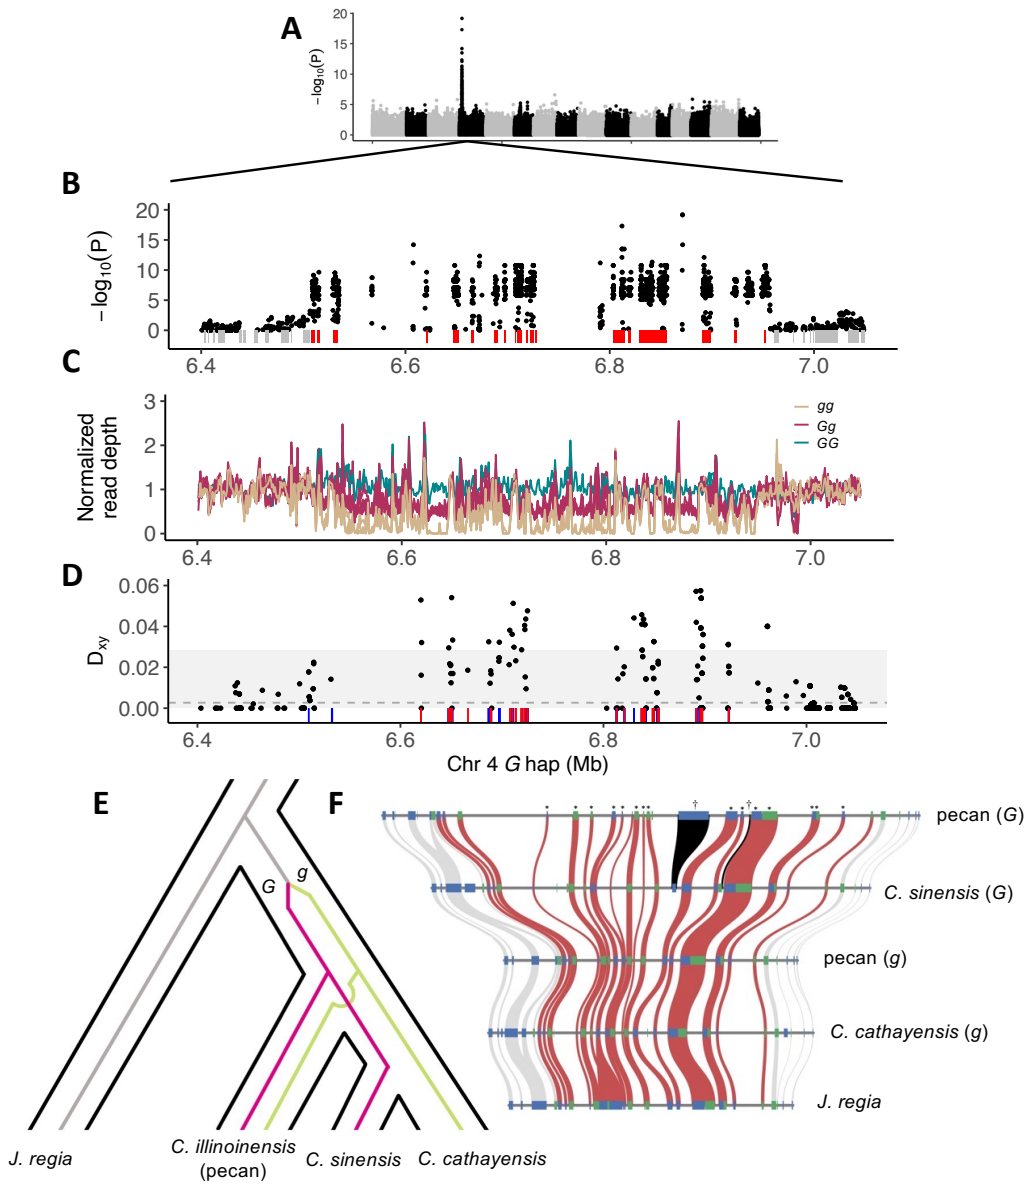 A
20
15
10
5
0
−log10(P)
B
20
15
10
5
0
−log10(P)
6.4 6.6 6.8 7.0
C
3
2
1
0
Normalized
read depth
gg
Gg
GG
6.4 6.6 6.8 7.0
D
0.06
0.04
0.02
0.00
Dxy
6.4 6.6 6.8 7.0
Chr 4 G hap (Mb)
E
G g
J. regia
C. illinoinensis
(pecan)
C. sinensis
C. cathayensis
F
* * * * * * * * † * * † * * ** *
pecan (G)
C. sinensis (G)
pecan (g)
C. cathayensis (g)
J. regia